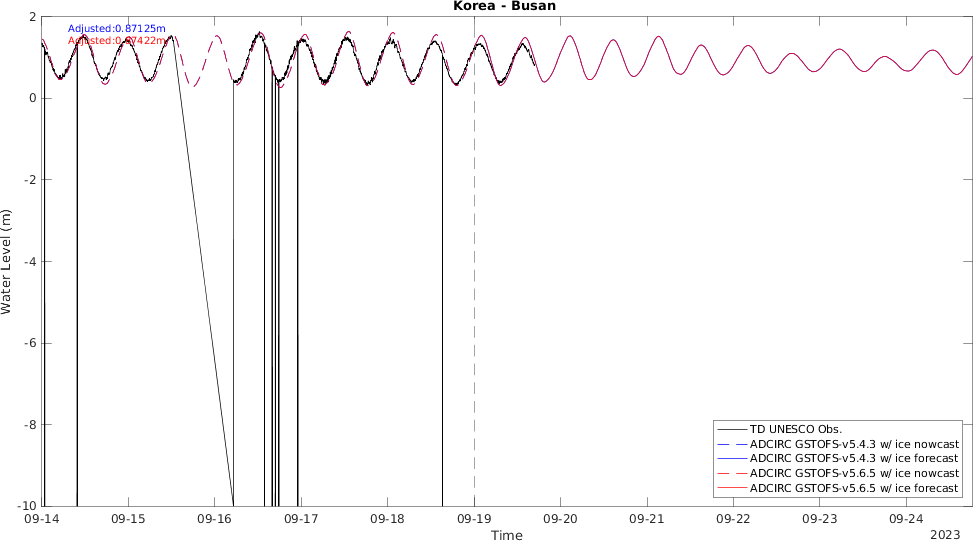 Korea - Busan
Adjusted:0.87125m
Adjusted:0.87422m
Water Level (m)
2
0
-2
-4
-6
-8
-10
TD UNESCO Obs.
ADCIRC GSTOFS-v5.4.3 w/ ice nowcast
ADCIRC GSTOFS-v5.4.3 w/ ice forecast
ADCIRC GSTOFS-v5.6.5 w/ ice nowcast
ADCIRC GSTOFS-v5.6.5 w/ ice forecast
09-14 09-15 09-16 09-17 09-18 09-19 09-20 09-21 09-22 09-23 09-24
Time
2023